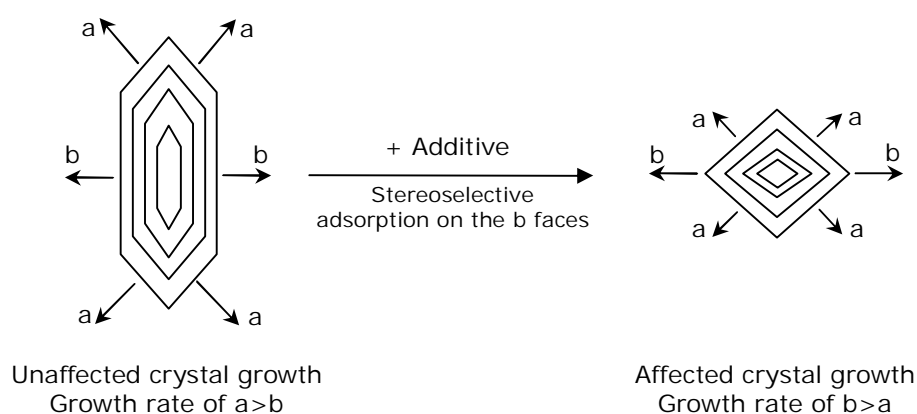 a
a
b
b
a
a
+ Additive
Stereoselective
adsorption on the b faces
a
a
b
b
a
a
Unaffected crystal growth
Growth rate of a>b
Affected crystal growth
Growth rate of b>a